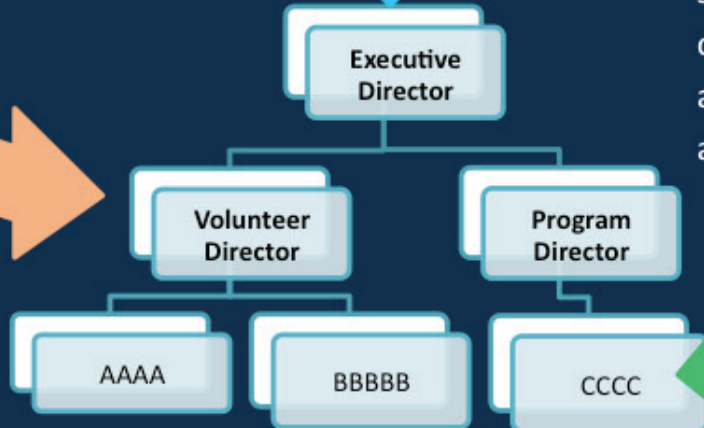 Executive
Director
Volunteer
Director
Program
Director
AAAA
BBBBB
CCCC